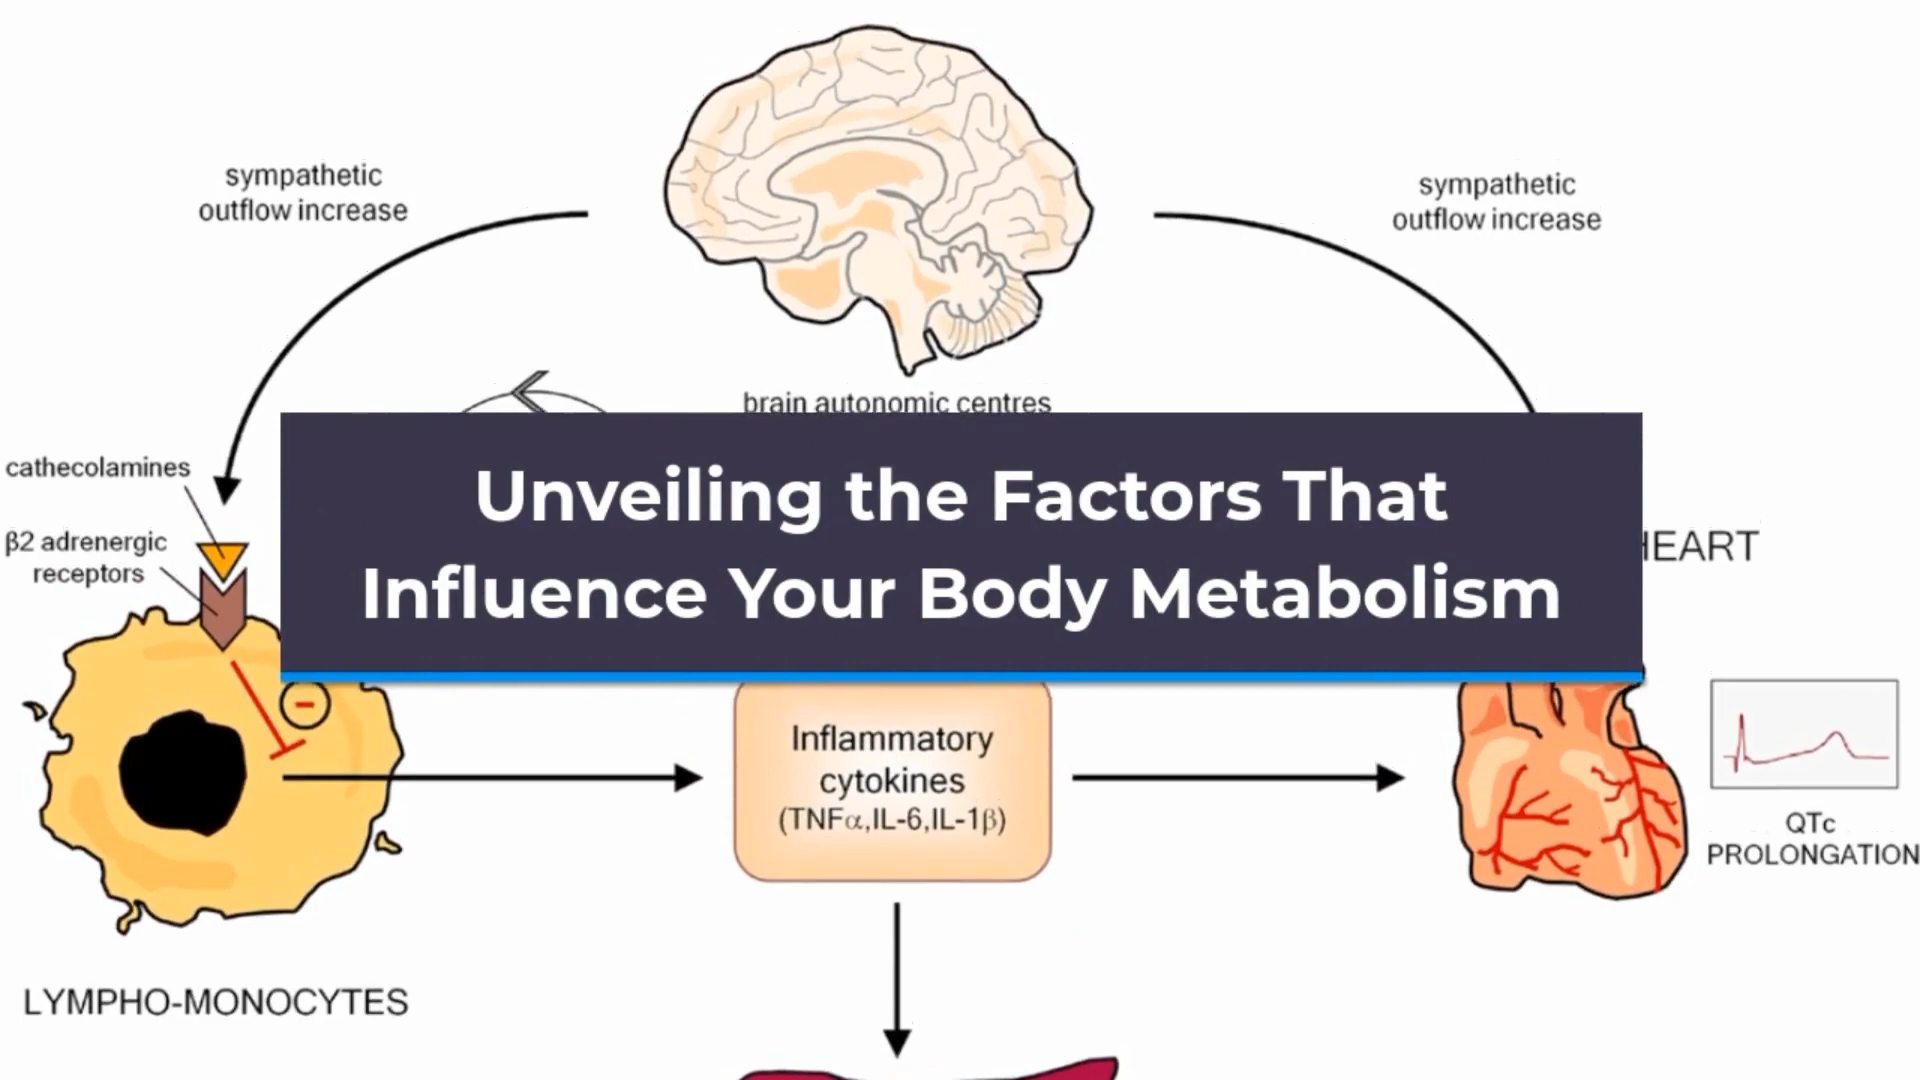 sympathetic
outflow increase
sympathetic
outflow increase
brain autonomic centres
cathecolamines
β2 adrenergic
receptors
Unveiling the Factors That
Influence Your Body Metabolism
HEART
Inflammatory
cytokines
(TNFα,IL-6,IL-1β)
QTc
PROLONGATION
LYMPHO-MONOCYTES